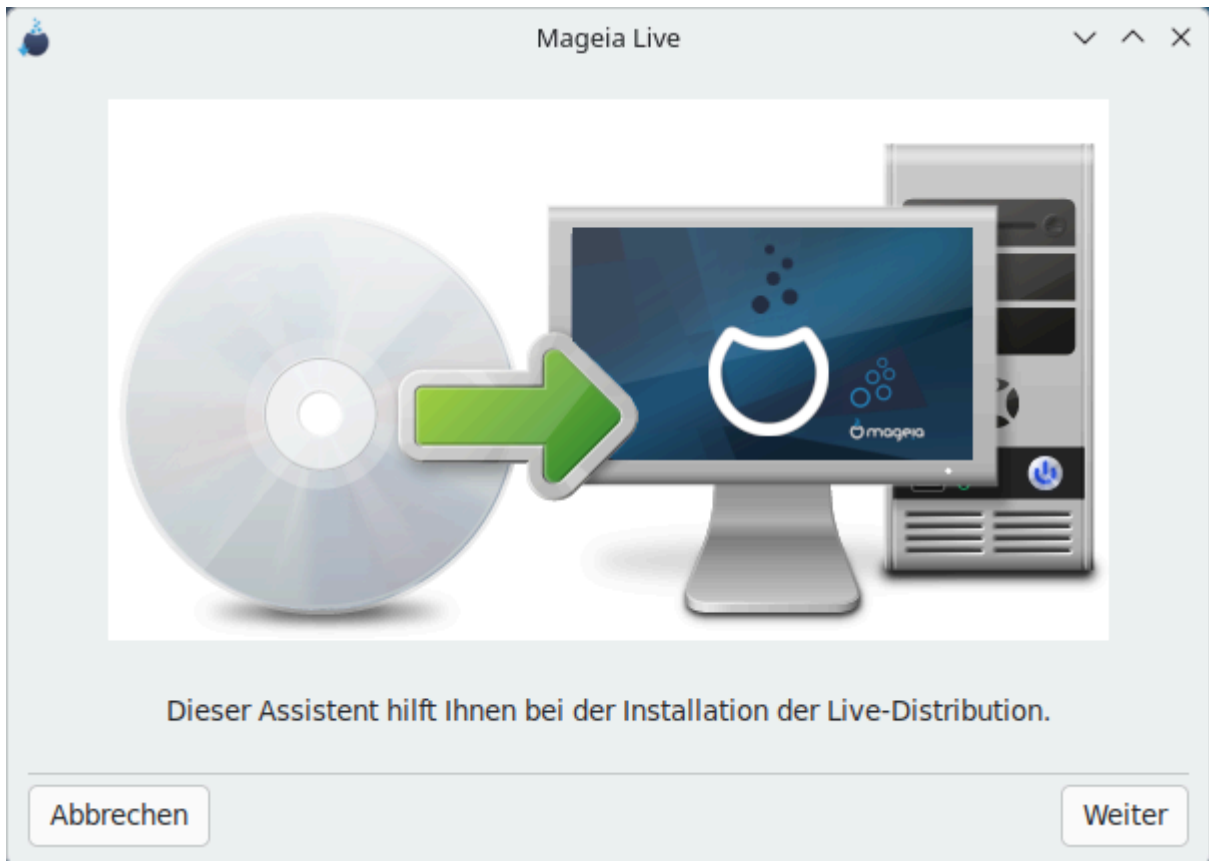 Mageia Live
mageia
Dieser Assistent hilft Ihnen bei der Installation der Live-Distribution.
Abbrechen
Weiter